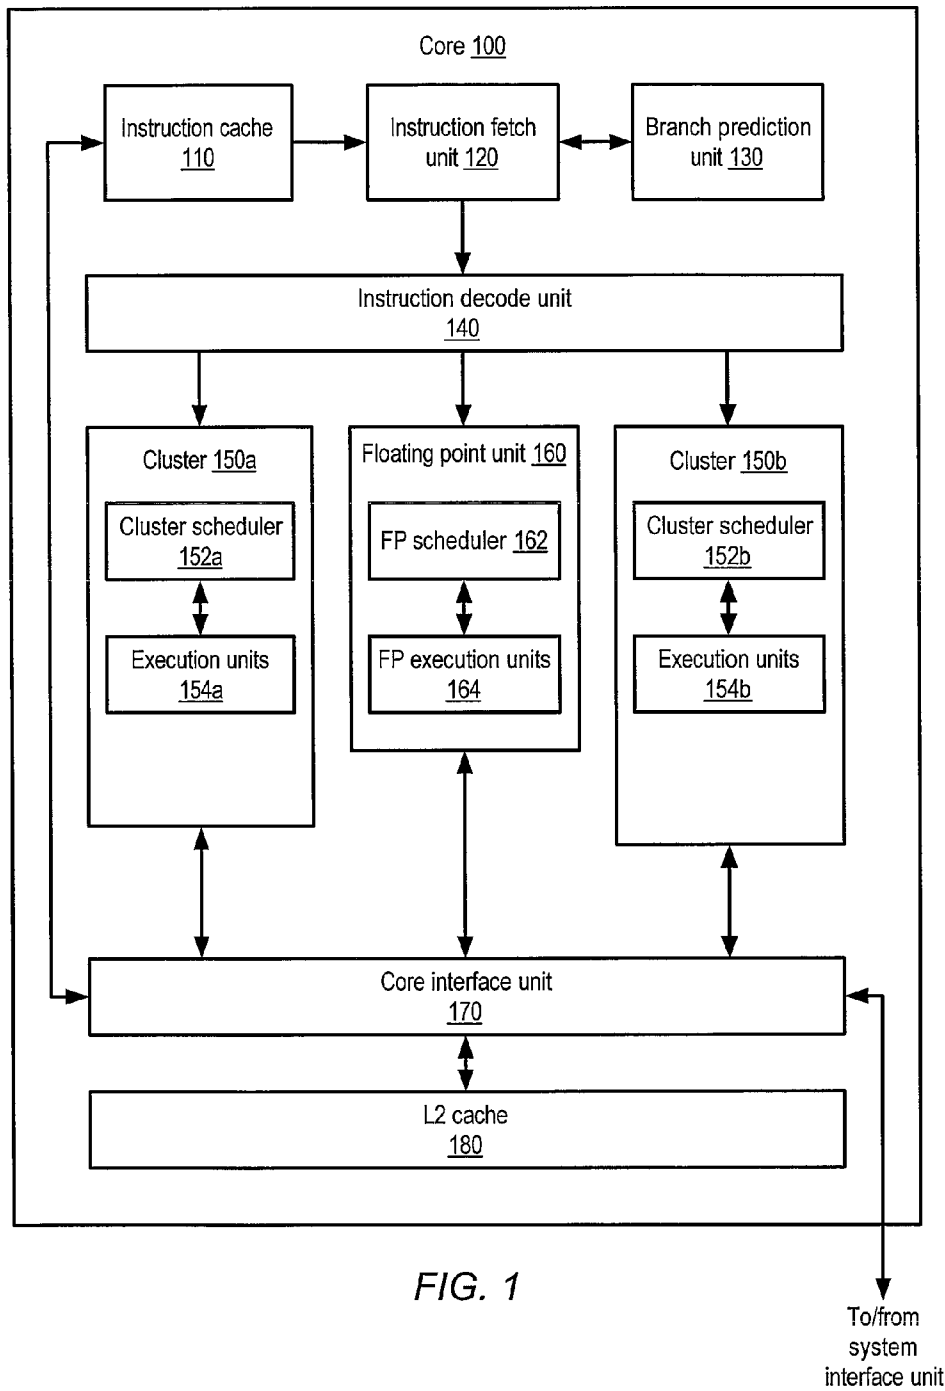 Core 100
Instruction cache
110
Instruction fetch
unit 120
Branch prediction
unit 130
Instruction decode unit
140
Cluster 150a
Cluster scheduler
152a
Execution units
154a
Floating point unit 160
FP scheduler 162
FP execution units
164
Cluster 150b
Cluster scheduler
152b
Execution units
154b
Core interface unit
170
L2 cache
180
FIG. 1
To/from
system
interface unit